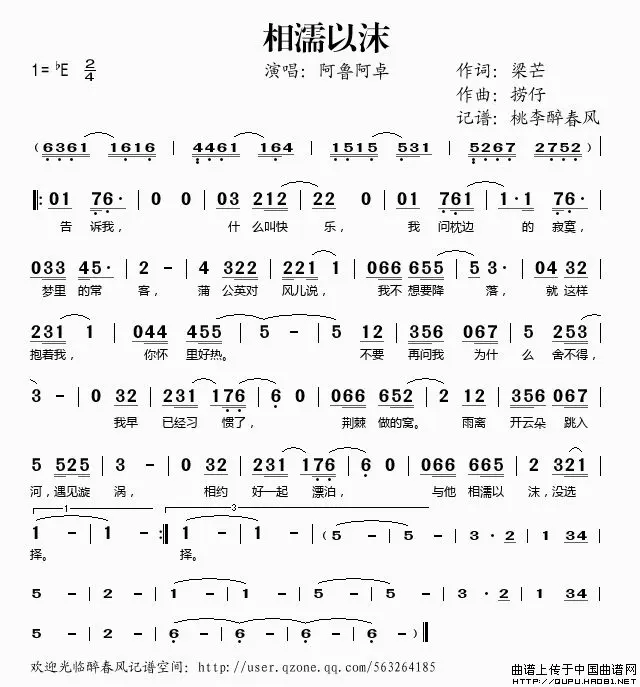 相濡以沫
1=♭E 2/4 演唱：阿鲁阿卓 作词：梁芒
作曲：捞仔
记谱：桃李醉春风
(6361 1616 | 4461 164 | 1515 531 | 5267 2752)|
‖: 01 76· | 0 0 | 03 212 | 22 0 | 01 761 | 1·1 76· |
告 诉我， 什 么叫快 乐， 我 问枕边 的 寂寞，
033 45· | 2 - | 4 322 | 221 1 | 066 655 | 5 3· | 04 32 |
梦里 的常 客， 蒲 公英对 风儿说， 我不 想要降 落， 就 这样
231 1 | 044 455 | 5 - | 5 12 | 356 067 | 5 253 |
抱着我， 你怀 里好热。 不要 再问我 为什 么 舍不得，
3 - | 0 32 | 231 176 | 6 0 | 066 652 | 2 12 | 356 067 |
我早 已经习 惯了， 荆棘 做的窝。 雨离 开云朵 跳入
5 525 | 3 - | 0 32 | 231 176 | 6 0 | 066 665 | 2 321 |
河，遇见漩 涡， 相约 好一起 漂泊， 与他 相濡以 沫，没选
1 3
1 - | 1 - :‖ 1 - | 1 - | (5 - | 5 - | 3· 2 | 1 34 |
择。 择。
5 - | 2 - | 1 - | 1 - | 5 - | 5 - | 3· 2 | 1 34 |
5 - | 2 - | 6 - | 6 - | 6 - | 6 - )‖
欢迎光临醉春风记谱空间：http://user.qzone.qq.com/563264185
曲谱上传于中国曲谱网
HTTP://QUPU.HAO81.NET